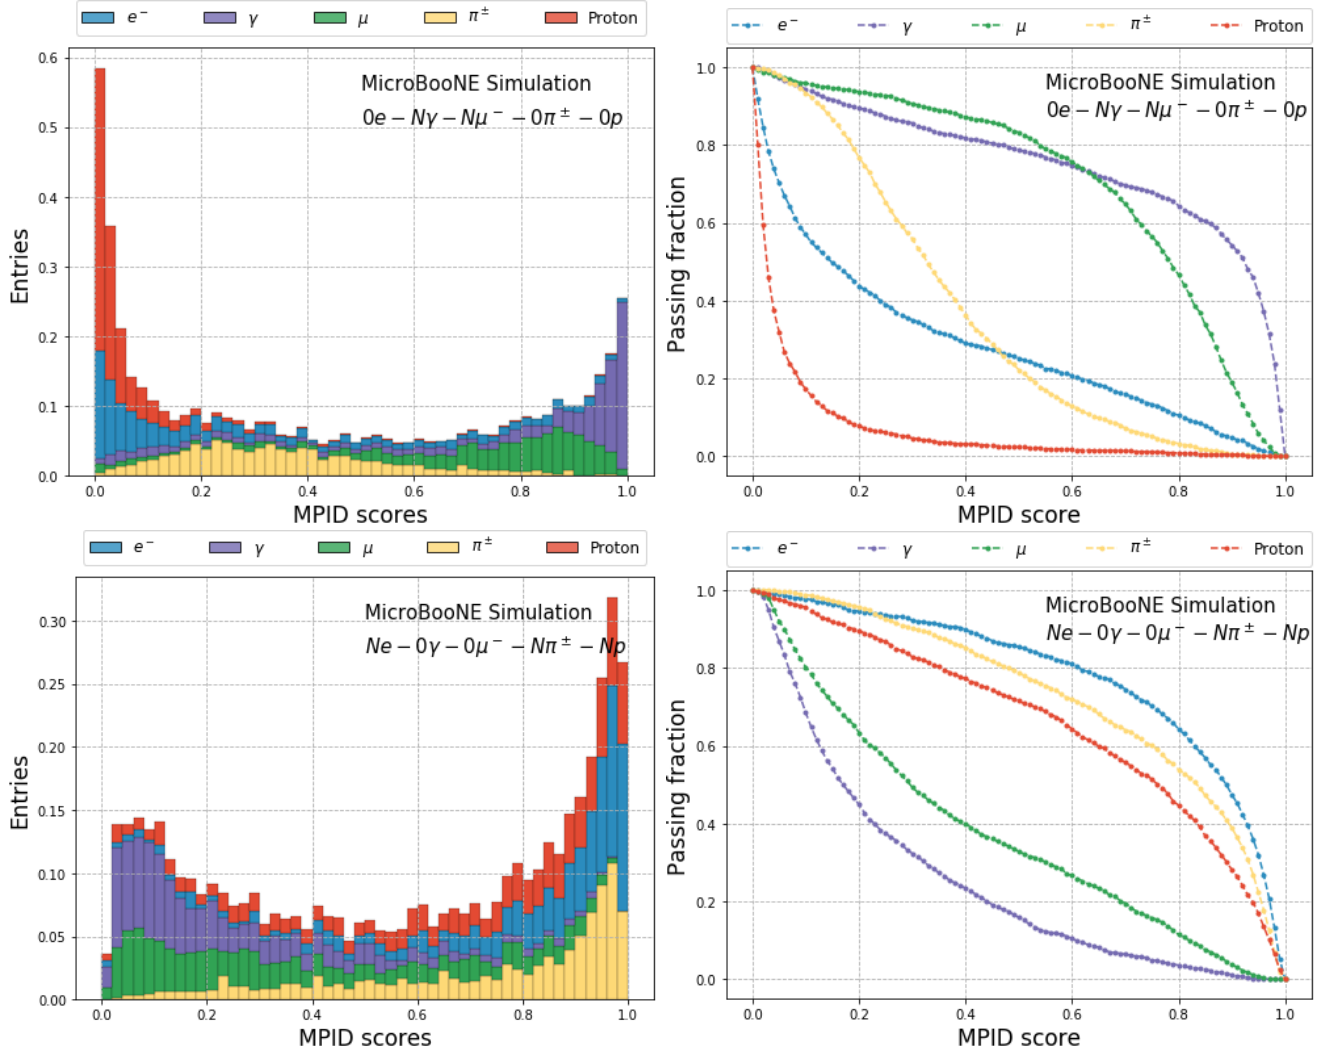 e⁻ γ μ π± Proton
MicroBooNE Simulation
0e − Nγ − Nμ⁻ − 0π± − 0p
0.6
0.5
0.4
0.3
0.2
0.1
0.0
Entries
0.0 0.2 0.4 0.6 0.8 1.0
MPID scores
e⁻ γ μ π± Proton
MicroBooNE Simulation
0e − Nγ − Nμ⁻ − 0π± − 0p
1.0
0.8
0.6
0.4
0.2
0.0
Passing fraction
0.0 0.2 0.4 0.6 0.8 1.0
MPID score
e⁻ γ μ π± Proton
MicroBooNE Simulation
Ne − 0γ − 0μ⁻ − Nπ± − Np
0.30
0.25
0.20
0.15
0.10
0.05
0.00
Entries
0.0 0.2 0.4 0.6 0.8 1.0
MPID scores
e⁻ γ μ π± Proton
MicroBooNE Simulation
Ne − 0γ − 0μ⁻ − Nπ± − Np
1.0
0.8
0.6
0.4
0.2
0.0
Passing fraction
0.0 0.2 0.4 0.6 0.8 1.0
MPID score